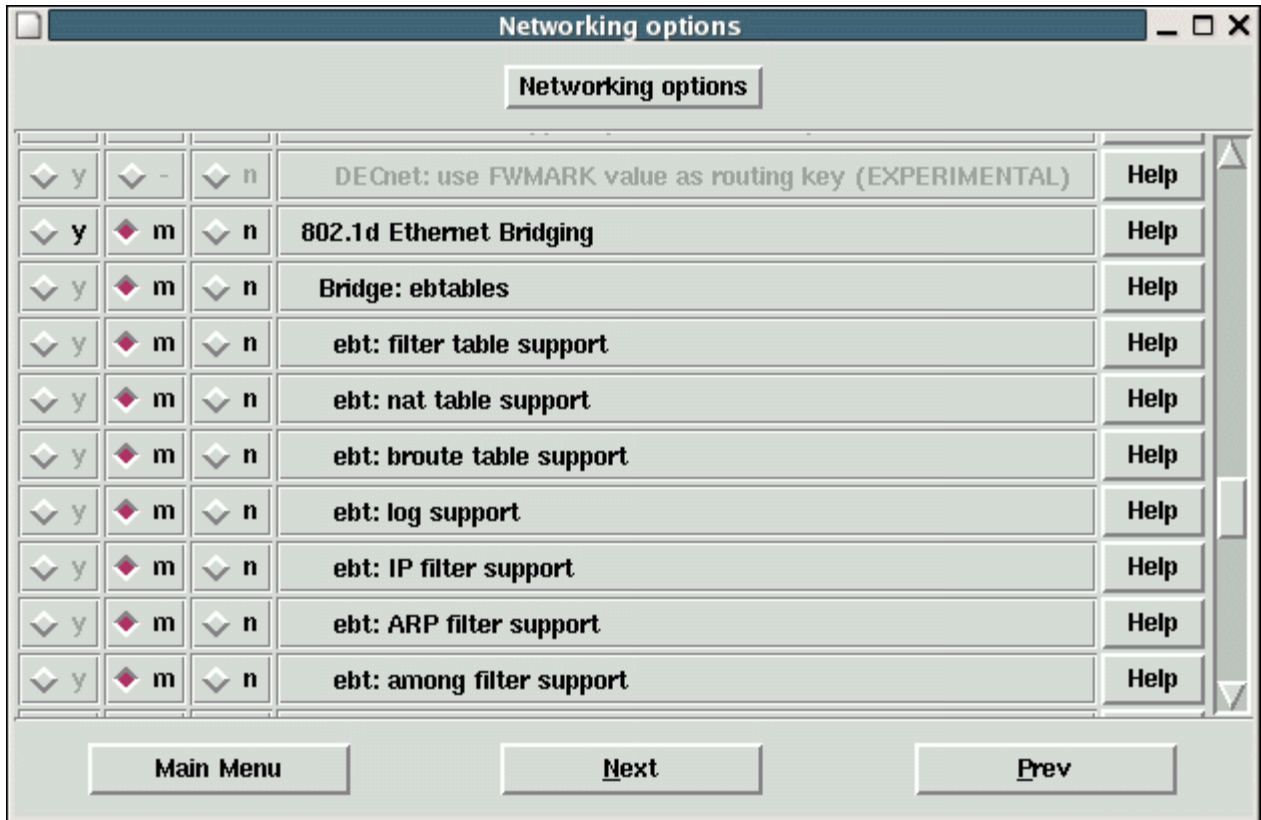 Networking options
Networking options
y - n DECnet: use FWMARK value as routing key (EXPERIMENTAL) Help
y m n 802.1d Ethernet Bridging Help
y m n Bridge: ebtables Help
y m n ebt: filter table support Help
y m n ebt: nat table support Help
y m n ebt: broute table support Help
y m n ebt: log support Help
y m n ebt: IP filter support Help
y m n ebt: ARP filter support Help
y m n ebt: among filter support Help
Main Menu Next Prev